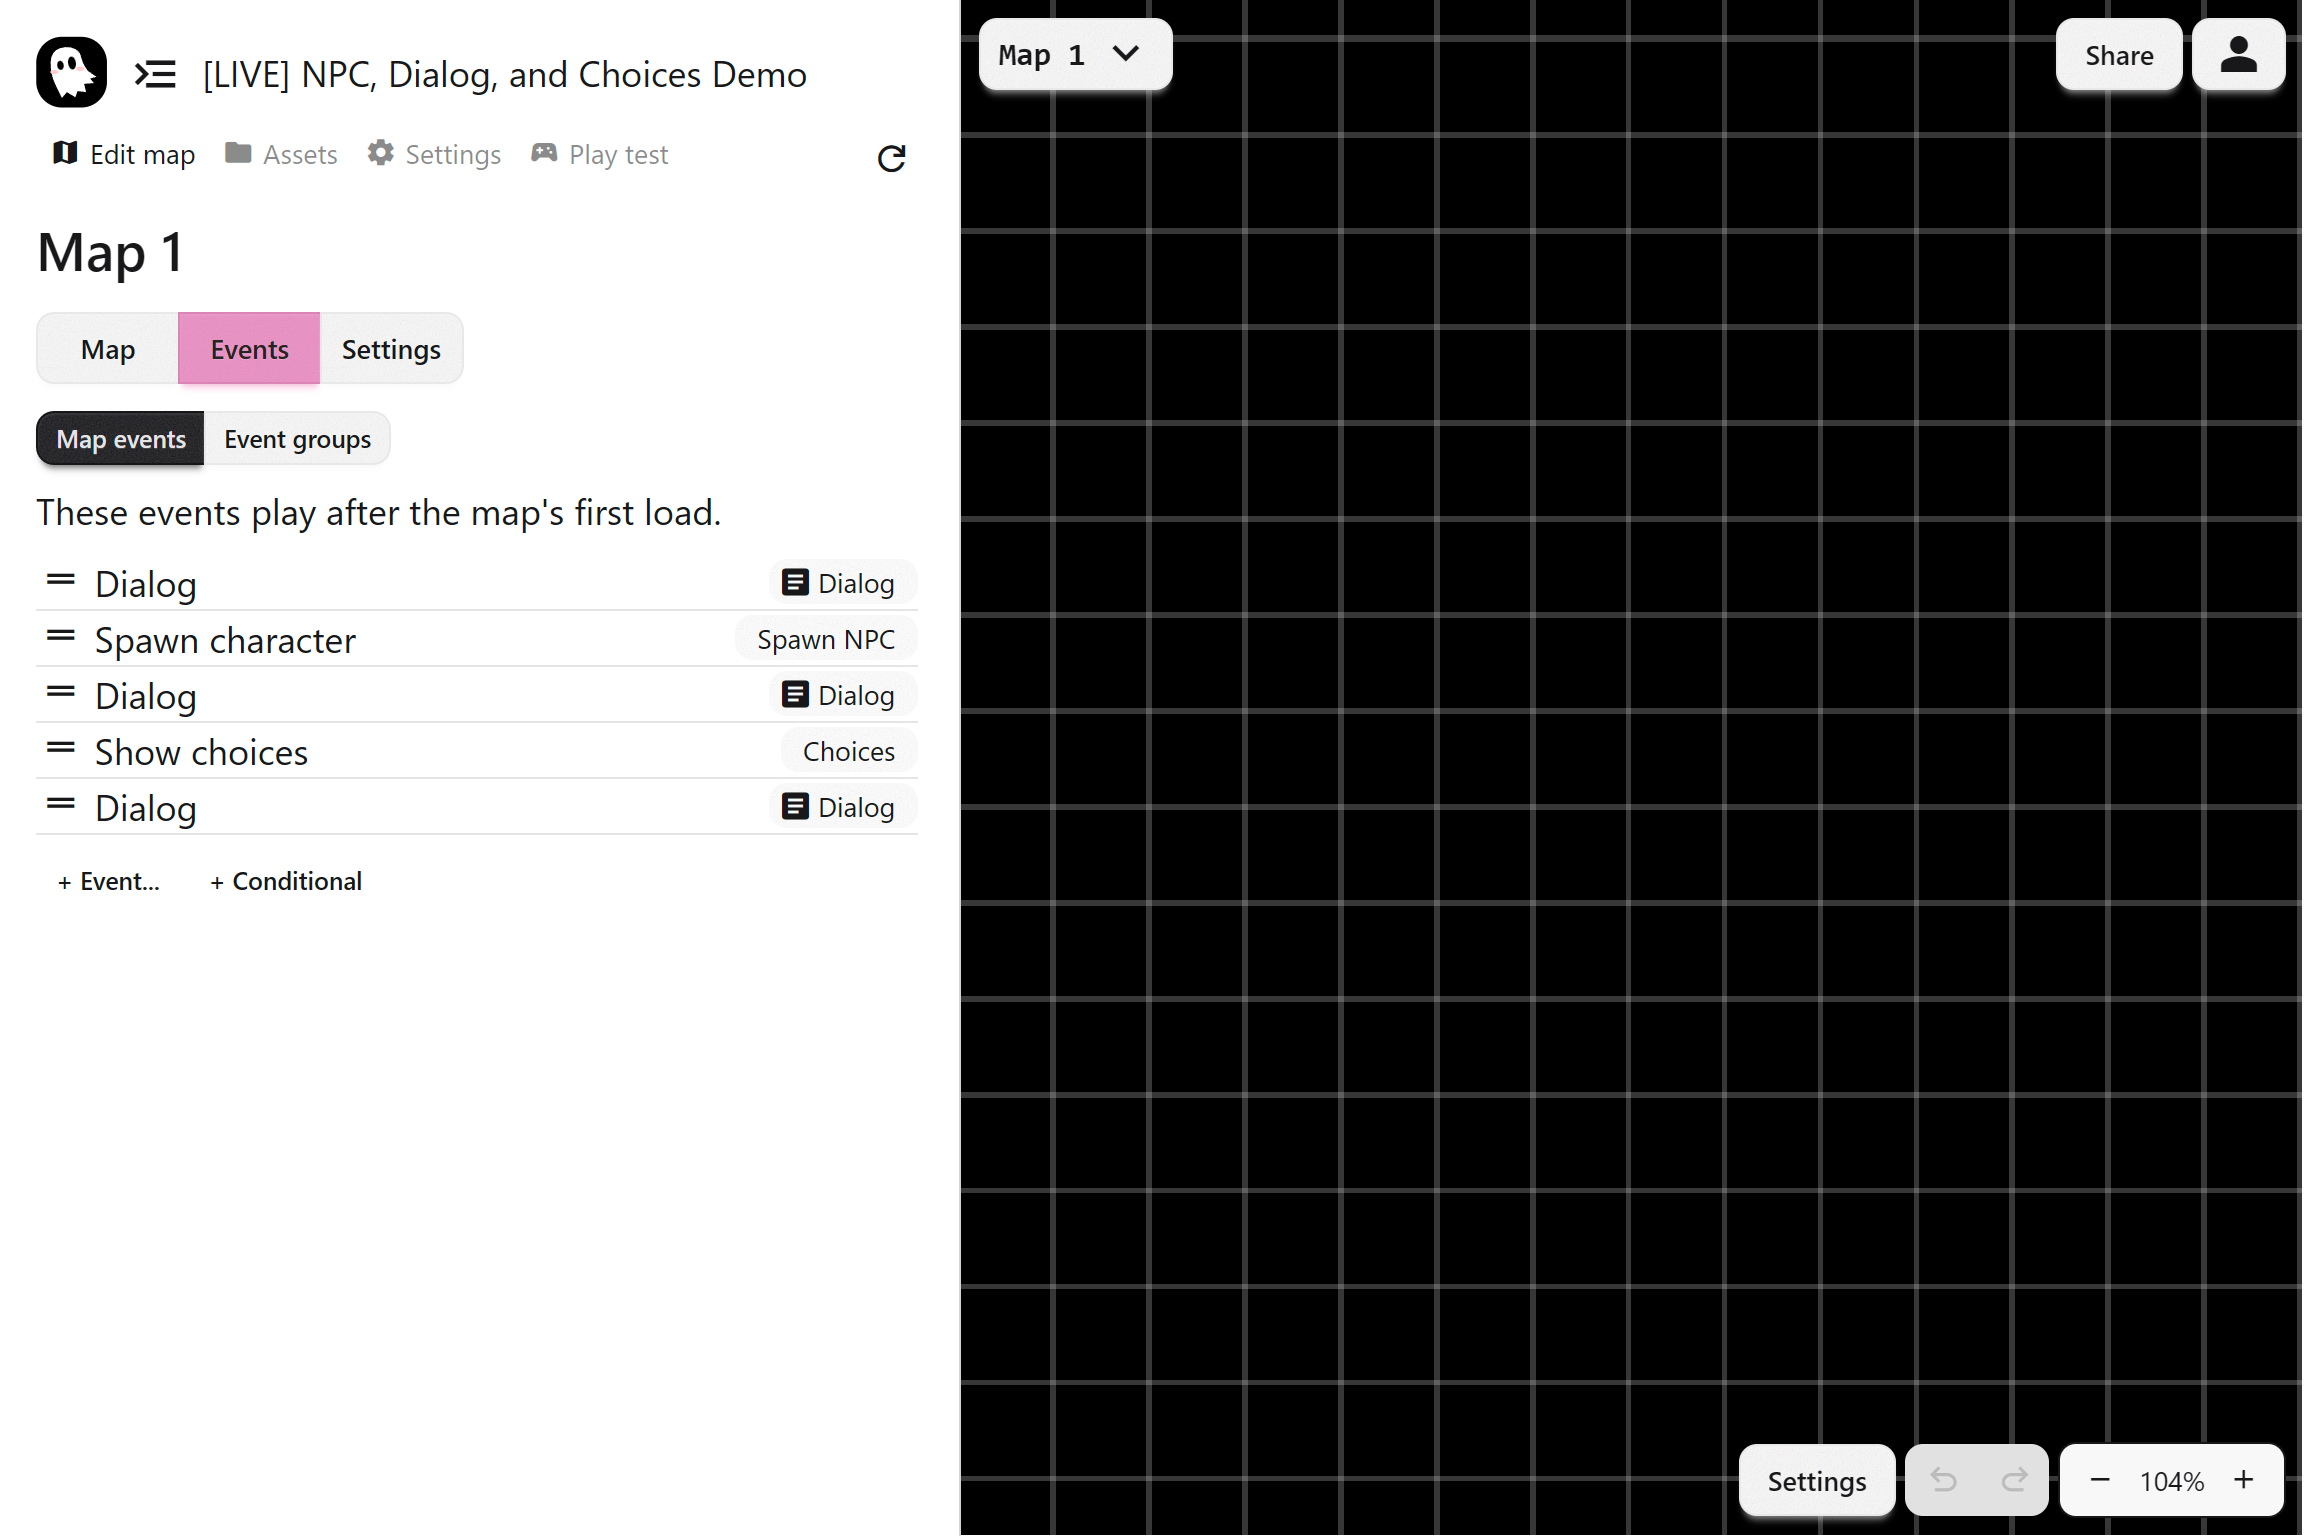 [LIVE] NPC, Dialog, and Choices Demo
Edit map Assets Settings Play test
Map 1
Map Events Settings
Map events Event groups
These events play after the map's first load.
Dialog Dialog
Spawn character Spawn NPC
Dialog Dialog
Show choices Choices
Dialog Dialog
+ Event... + Conditional
Map 1
Share
Settings
− 104% +